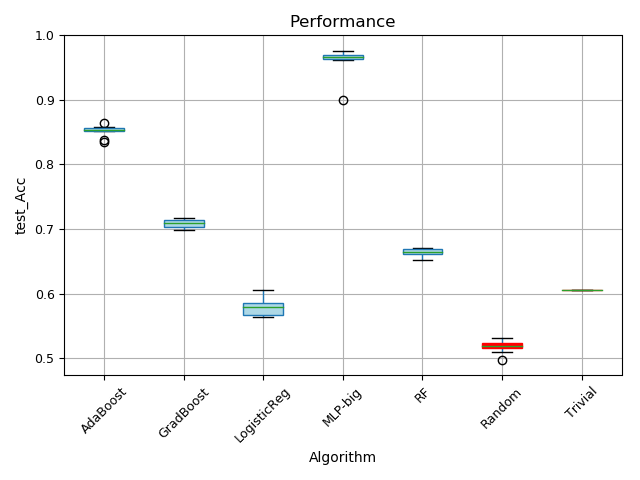 Performance
1.0
0.9
0.8
0.7
0.6
0.5
test_Acc
AdaBoost
GradBoost
LogisticReg
MLP-big
RF
Random
Trivial
Algorithm